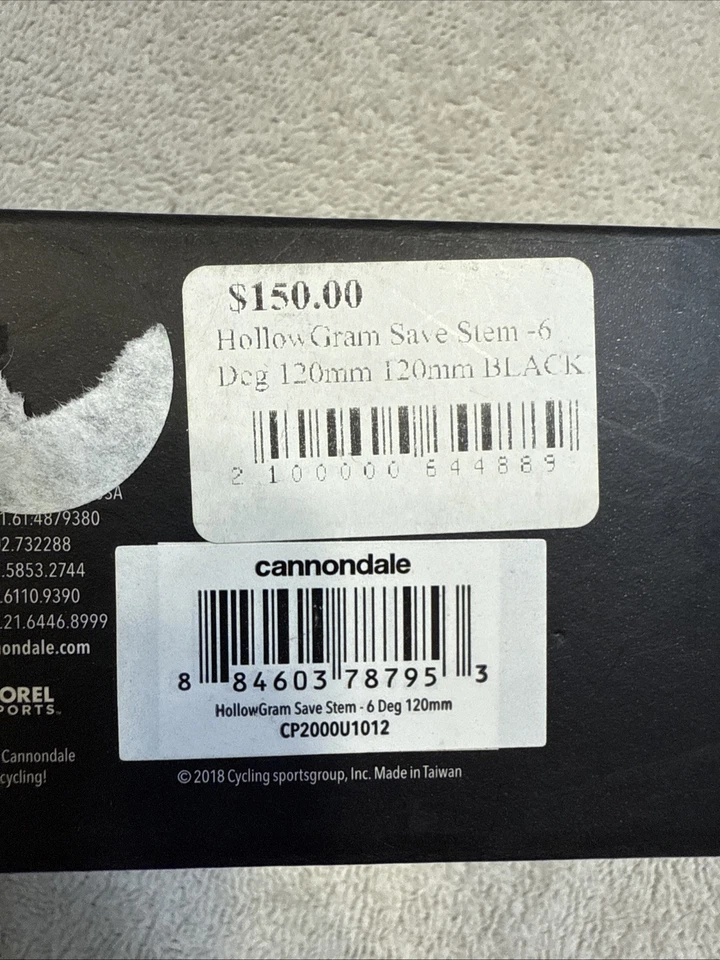 $150.00
HollowGram Save Stem -6
Deg 120mm 120mm BLACK
2 100000 644889
cannondale
8 84603 78795 3
HollowGram Save Stem - 6 Deg 120mm
CP2000U1012
© 2018 Cycling sportsgroup, Inc. Made in Taiwan
SA
1.61.4879380
2.732288
.5853.2744
.6110.9390
.21.6446.8999
ondale.com
OREL
PORTS™
Cannondale
cycling!